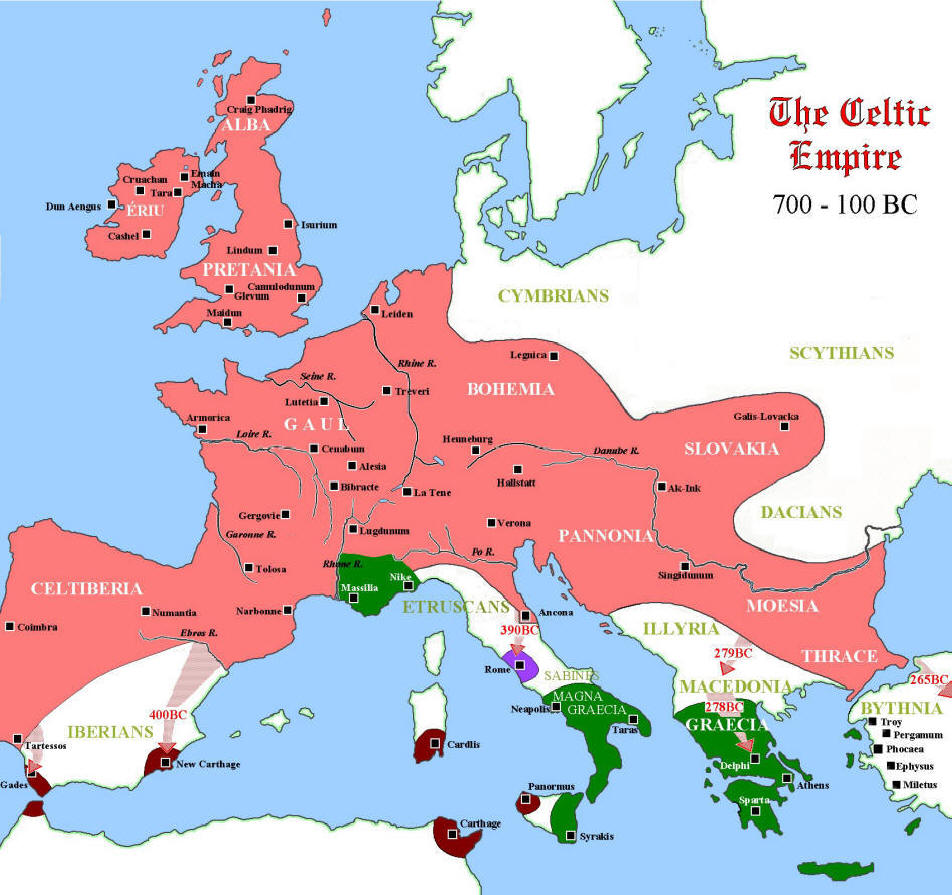 The Celtic
Empire
700 - 100 BC
Craig Phadrig
ALBA
Cruachan
Emain
Macha
Tara
Dun Aengus
ÉRIU
Cashel
Isurium
Lindum
PRETANIA
Camulodunum
Glevum
Maidun
Leiden
CYMBRIANS
SCYTHIANS
Legnica
Rhine R.
Seine R.
Treveri
BOHEMIA
Lutetia
Armorica
GAUL
Galis-Lovacka
Loire R.
Cenabum
Henneburg
Danube R.
SLOVAKIA
Alesia
Hallstatt
Bibracte
La Tene
Ak-Ink
Gergovie
DACIANS
Garonne R.
Lugdunum
Verona
PANNONIA
Po R.
Rhone R.
Tolosa
Nike
Singidunum
CELTIBERIA
Massilia
ETRUSCANS
MOESIA
Numantia
Narbonne
Ancona
Coimbra
Ebros R.
390BC
ILLYRIA
279BC
THRACE
Rome
SABINES
265BC
MACEDONIA
MAGNA
GRAECIA
Neapolis
278BC
BYTHNIA
400BC
IBERIANS
Taras
GRAECIA
Troy
Pergamum
Tartessos
Cardlis
Phocaea
New Carthage
Delphi
Ephysus
Gades
Panormus
Athens
Miletus
Sparta
Carthage
Syrakis